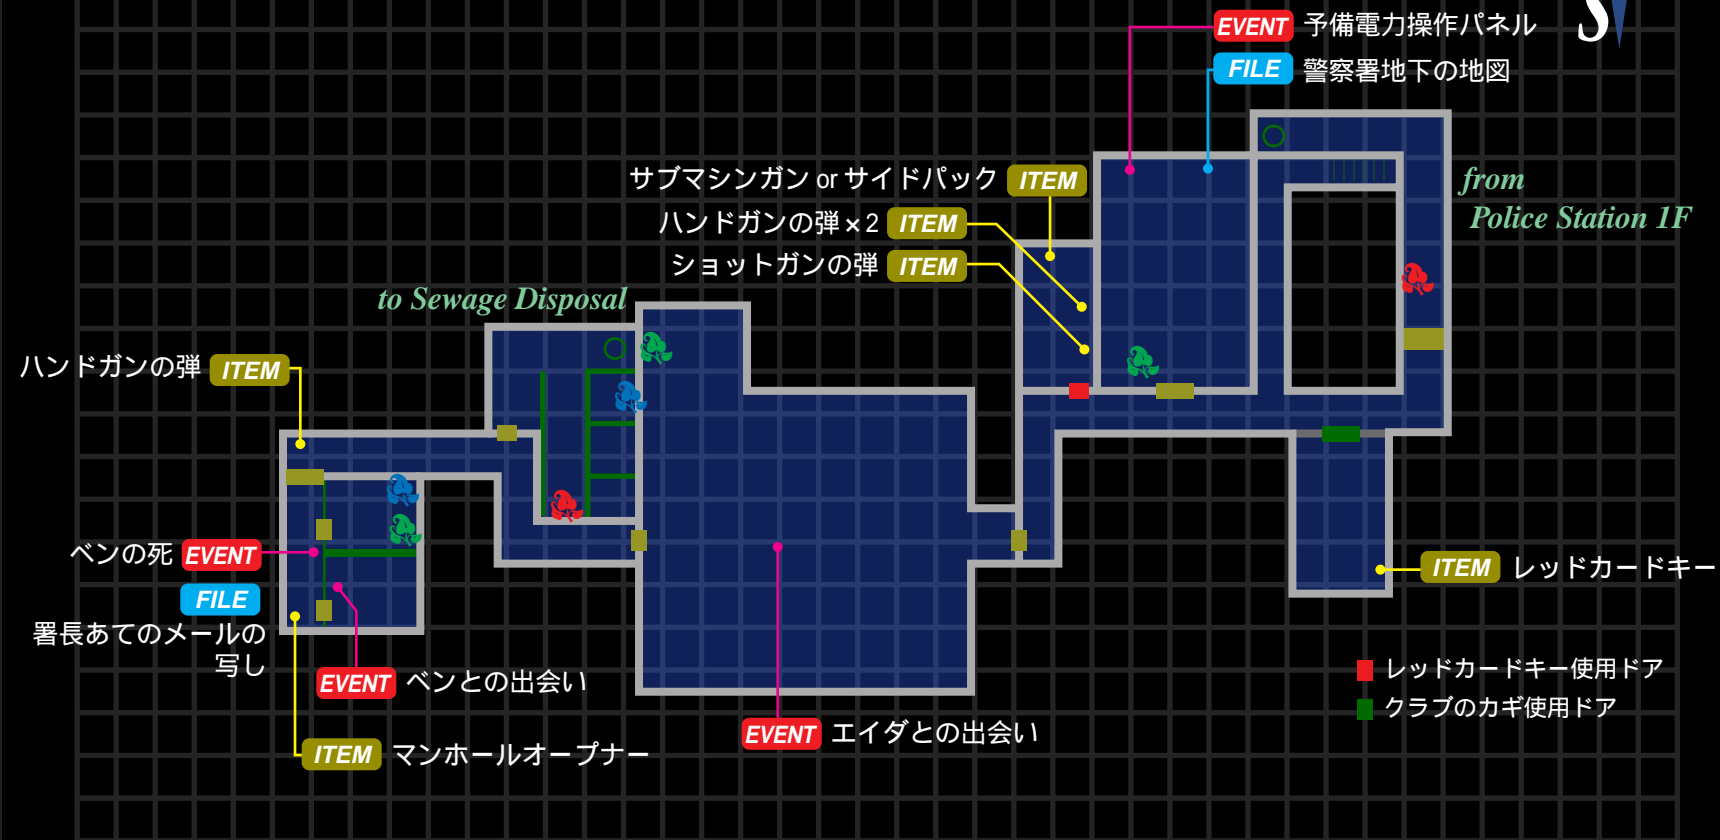 EVENT 予備電力操作パネル
S
FILE 警察署地下の地図
サブマシンガン or サイドパック ITEM
from
Police Station 1F
ハンドガンの弾×2 ITEM
ショットガンの弾 ITEM
to Sewage Disposal
ハンドガンの弾 ITEM
ベンの死 EVENT
FILE
署長あてのメールの
写し
ITEM レッドカードキー
EVENT ベンとの出会い
レッドカードキー使用ドア
クラブのカギ使用ドア
EVENT エイダとの出会い
ITEM マンホールオープナー